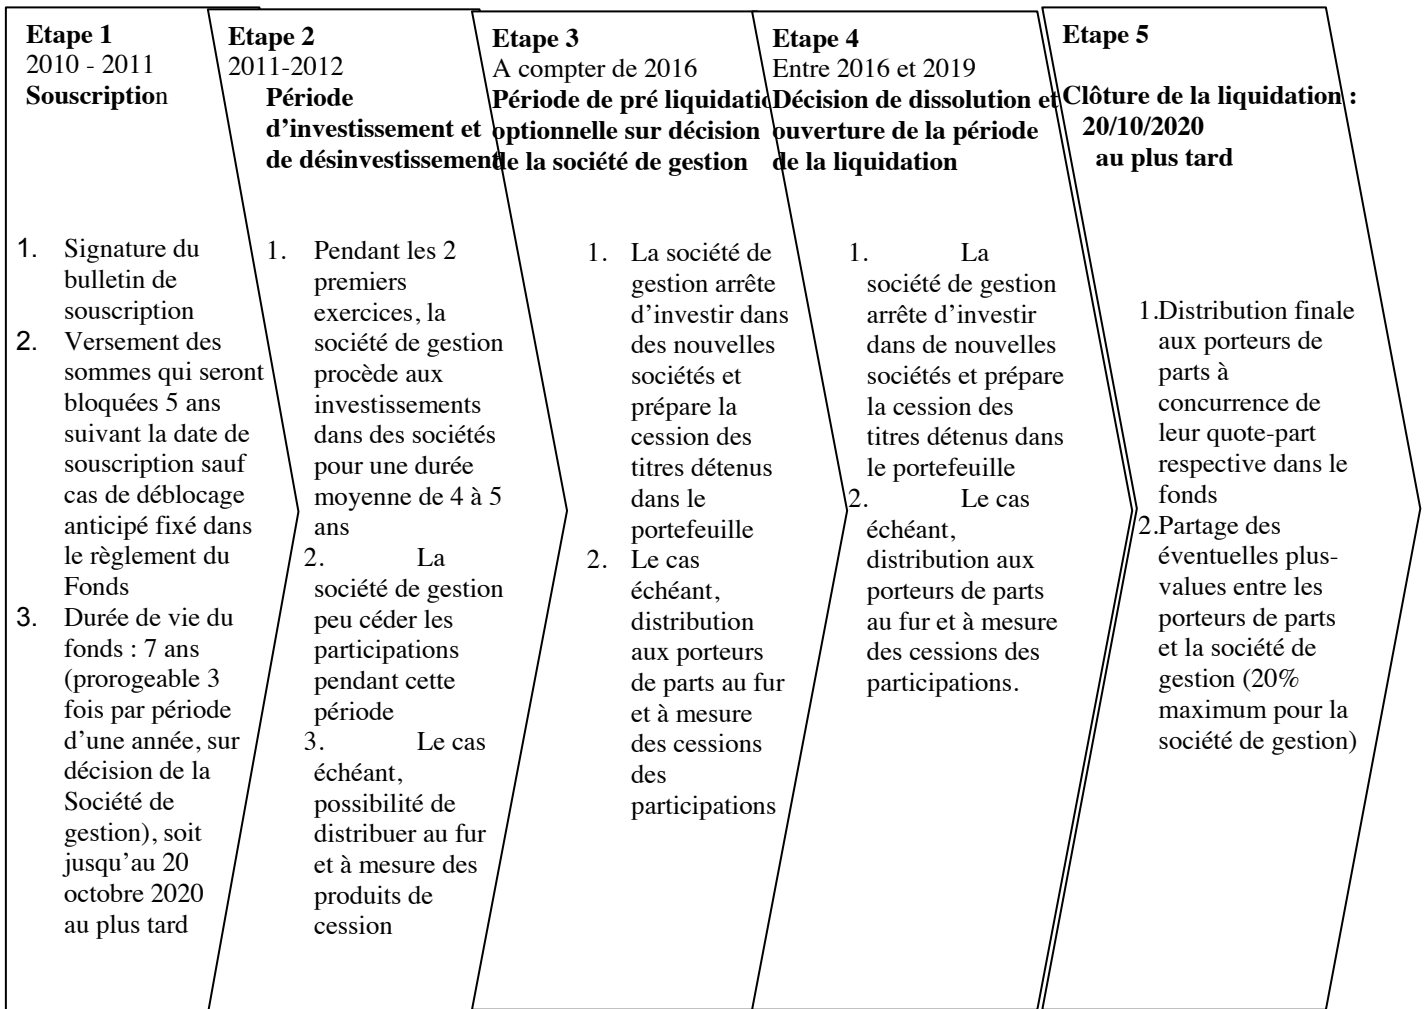 Etape 1
2010 - 2011
Souscription
1. Signature du
bulletin de
souscription
2. Versement des
sommes qui seront
bloquées 5 ans
suivant la date de
souscription sauf
cas de déblocage
anticipé fixé dans
le règlement du
Fonds
3. Durée de vie du
fonds : 7 ans
(prorogeable 3
fois par période
d’une année, sur
décision de la
Société de
gestion), soit
jusqu’au 20
octobre 2020
au plus tard
Etape 2
2011-2012
Période
d’investissement et
de désinvestissement
1. Pendant les 2
premiers
exercices, la
société de gestion
procède aux
investissements
dans des sociétés
pour une durée
moyenne de 4 à 5
ans
2. La
société de gestion
peu céder les
participations
pendant cette
période
3. Le cas
échéant,
possibilité de
distribuer au fur
et à mesure des
produits de
cession
Etape 3
A compter de 2016
Période de pré liquidatio
optionnelle sur décision
de la société de gestion
1. La société de
gestion arrête
d’investir dans
des nouvelles
sociétés et
prépare la
cession des
titres détenus
dans le
portefeuille
2. Le cas
échéant,
distribution
aux porteurs
de parts au fur
et à mesure
des cessions
des
participations
Etape 4
Entre 2016 et 2019
Décision de dissolution et
ouverture de la période
de la liquidation
1. La
société de gestion
arrête d’investir
dans de nouvelles
sociétés et prépare
la cession des
titres détenus dans
le portefeuille
2. Le cas
échéant,
distribution aux
porteurs de parts
au fur et à mesure
des cessions des
participations.
Etape 5
Clôture de la liquidation :
20/10/2020
au plus tard
1.Distribution finale
aux porteurs de
parts à
concurrence de
leur quote-part
respective dans le
fonds
2.Partage des
éventuelles plus-
values entre les
porteurs de parts
et la société de
gestion (20%
maximum pour la
société de gestion)